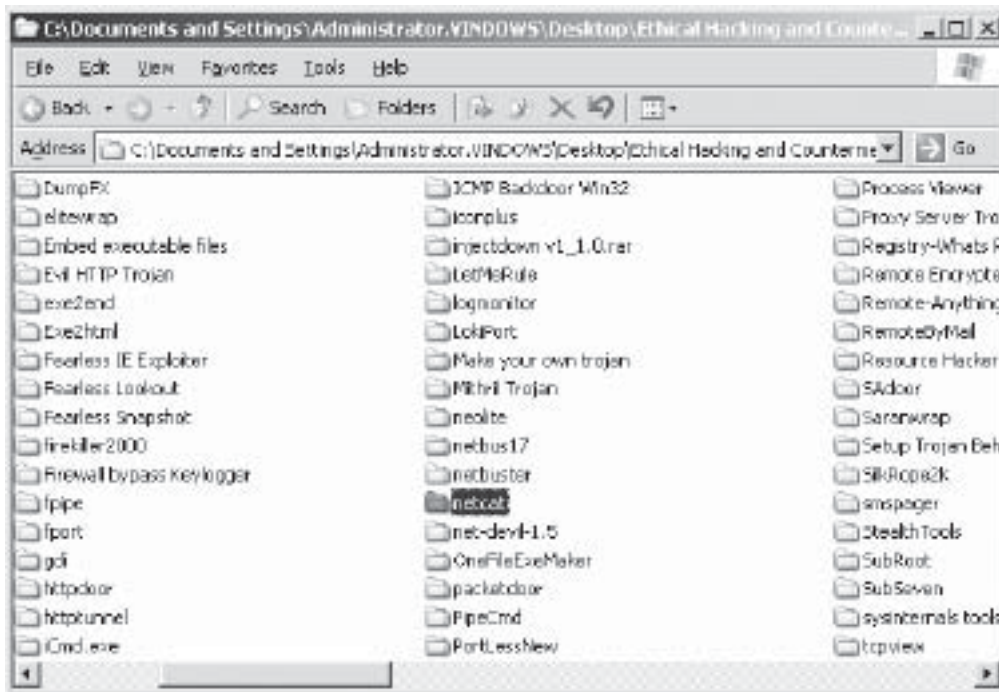 C:\Documents and Settings\Administrator.VINDOWS\Desktop\Ethical Hacking and Counte...
File Edit View Favorites Tools Help
Back Search Folders
Address C:\Documents and Settings\Administrator.VINDOWS\Desktop\Ethical Hacking and Counterme Go
DumpFX
elitewrap
Embed executable files
Evil HTTP Trojan
exe2end
Exe2html
Fearless IE Exploiter
Fearless Lookout
Fearless Snapshot
firekiller2000
Firewall bypass Keylogger
fpipe
fport
gdi
httpdoor
httptunnel
iCmd.exe
ICMP Backdoor Win32
iconplus
injectdown v1_1.0.rar
LetMeRule
logmonitor
LokiPort
Make your own trojan
Mithril Trojan
neolite
netbus17
netbuster
netcat
net-devil-1.5
OneFileExeMaker
packetdoor
PipeCmd
PortLessNew
Process Viewer
Proxy Server Tro
Registry-Whats R
Remote Encrypte
Remote-Anything
RemoteByMail
Resource Hacker
SAdoor
Saranwrap
Setup Trojan Beh
SilkRope2k
smspager
StealthTools
SubRoot
SubSeven
sysinternals tools
tcpview